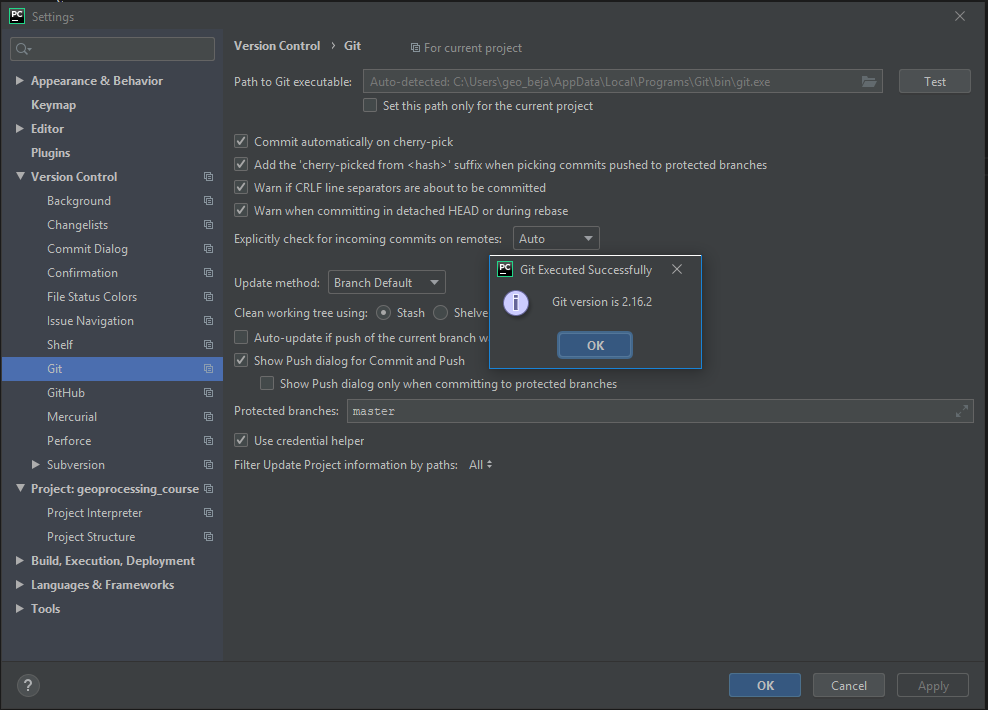 PC Settings
Version Control › Git For current project
Path to Git executable: Auto-detected: C:\Users\geo_beja\AppData\Local\Programs\Git\bin\git.exe Test
Set this path only for the current project
Appearance & Behavior
Keymap
Editor
Plugins
Version Control
Background
Changelists
Commit Dialog
Confirmation
File Status Colors
Issue Navigation
Shelf
Git
GitHub
Mercurial
Perforce
Subversion
Project: geoprocessing_course
Project Interpreter
Project Structure
Build, Execution, Deployment
Languages & Frameworks
Tools
Commit automatically on cherry-pick
Add the 'cherry-picked from <hash>' suffix when picking commits pushed to protected branches
Warn if CRLF line separators are about to be committed
Warn when committing in detached HEAD or during rebase
Explicitly check for incoming commits on remotes: Auto
Update method: Branch Default
Clean working tree using: Stash Shelve
Auto-update if push of the current branch w
Show Push dialog for Commit and Push
Show Push dialog only when committing to protected branches
Protected branches: master
Use credential helper
Filter Update Project information by paths: All
PC Git Executed Successfully
Git version is 2.16.2
OK
? OK Cancel Apply